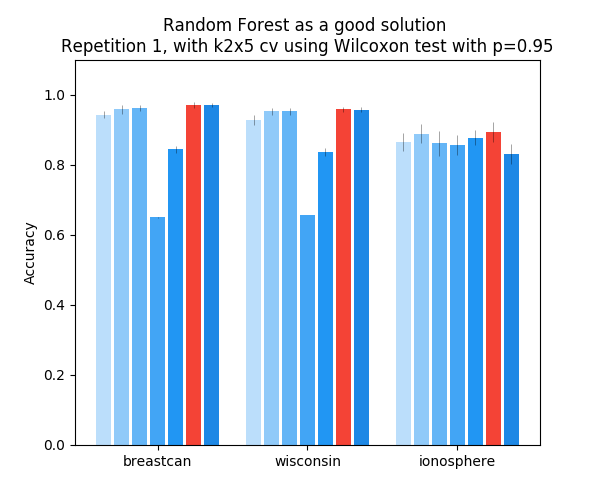 Random Forest as a good solution
Repetition 1, with k2x5 cv using Wilcoxon test with p=0.95
1.0
0.8
0.6
0.4
0.2
0.0
Accuracy
breastcan wisconsin ionosphere